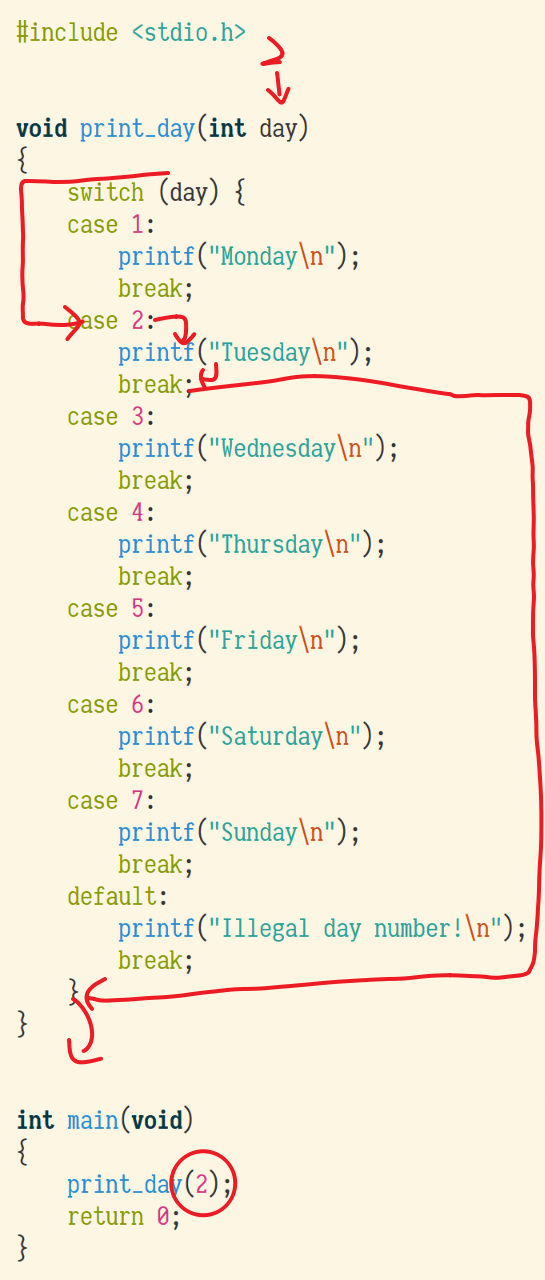 #include <stdio.h>
2
void print_day(int day)
{
switch (day) {
case 1:
printf("Monday\n");
break;
case 2:
printf("Tuesday\n");
break;
case 3:
printf("Wednesday\n");
break;
case 4:
printf("Thursday\n");
break;
case 5:
printf("Friday\n");
break;
case 6:
printf("Saturday\n");
break;
case 7:
printf("Sunday\n");
break;
default:
printf("Illegal day number!\n");
break;
}
}
int main(void)
{
print_day(2);
return 0;
}